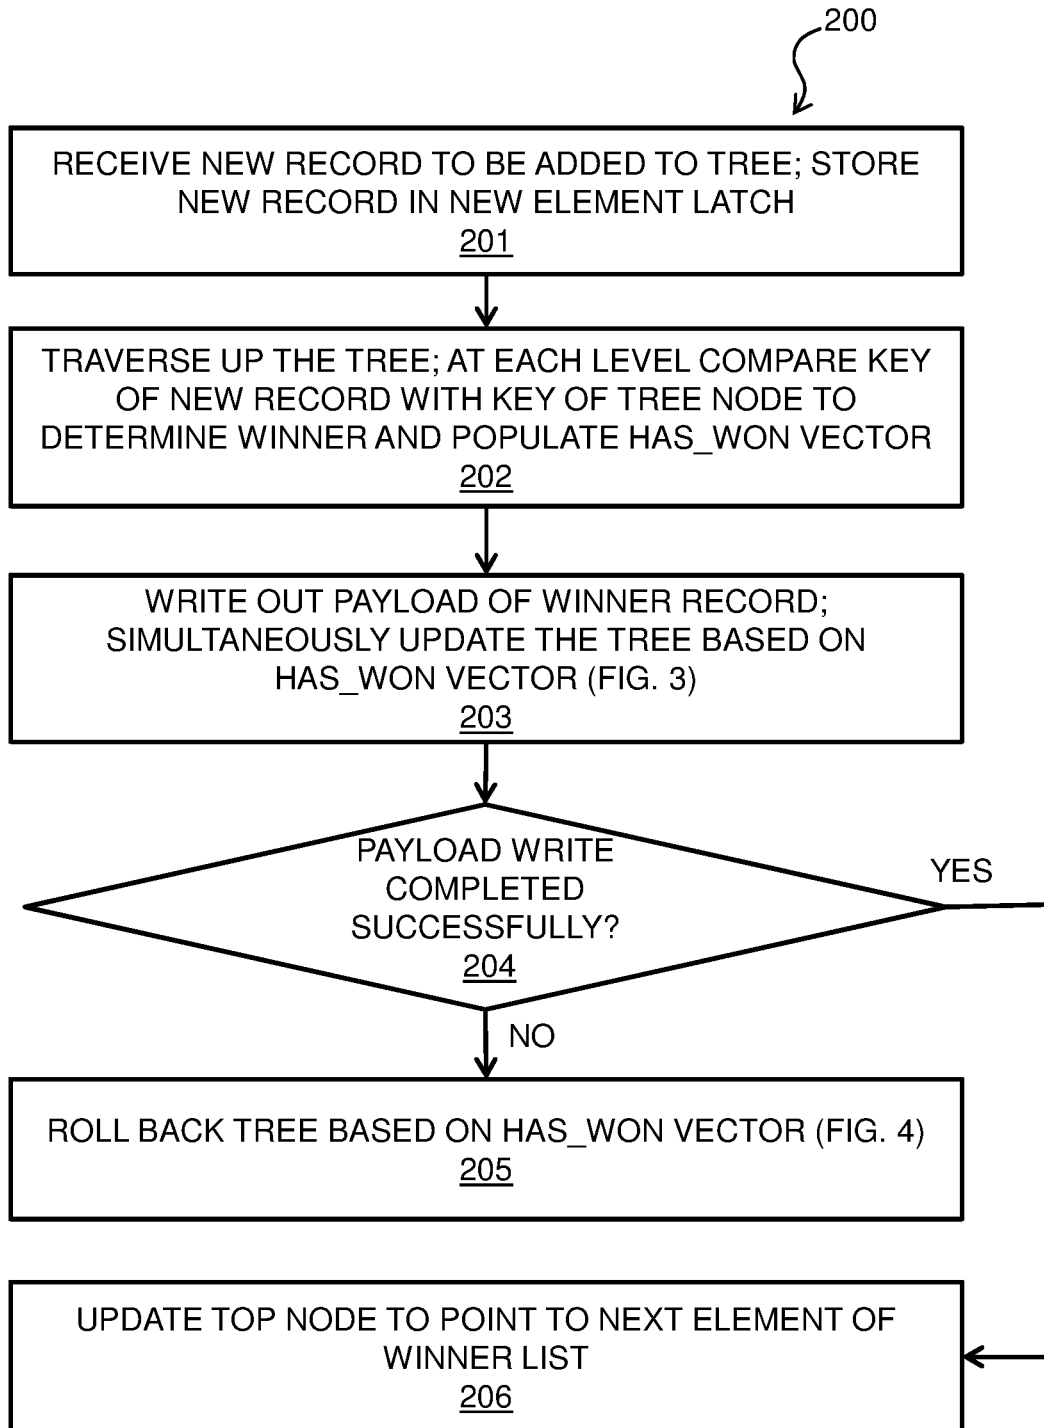 200
RECEIVE NEW RECORD TO BE ADDED TO TREE; STORE
NEW RECORD IN NEW ELEMENT LATCH
201
TRAVERSE UP THE TREE; AT EACH LEVEL COMPARE KEY
OF NEW RECORD WITH KEY OF TREE NODE TO
DETERMINE WINNER AND POPULATE HAS_WON VECTOR
202
WRITE OUT PAYLOAD OF WINNER RECORD;
SIMULTANEOUSLY UPDATE THE TREE BASED ON
HAS_WON VECTOR (FIG. 3)
203
PAYLOAD WRITE
COMPLETED
SUCCESSFULLY?
204
YES
NO
ROLL BACK TREE BASED ON HAS_WON VECTOR (FIG. 4)
205
UPDATE TOP NODE TO POINT TO NEXT ELEMENT OF
WINNER LIST
206